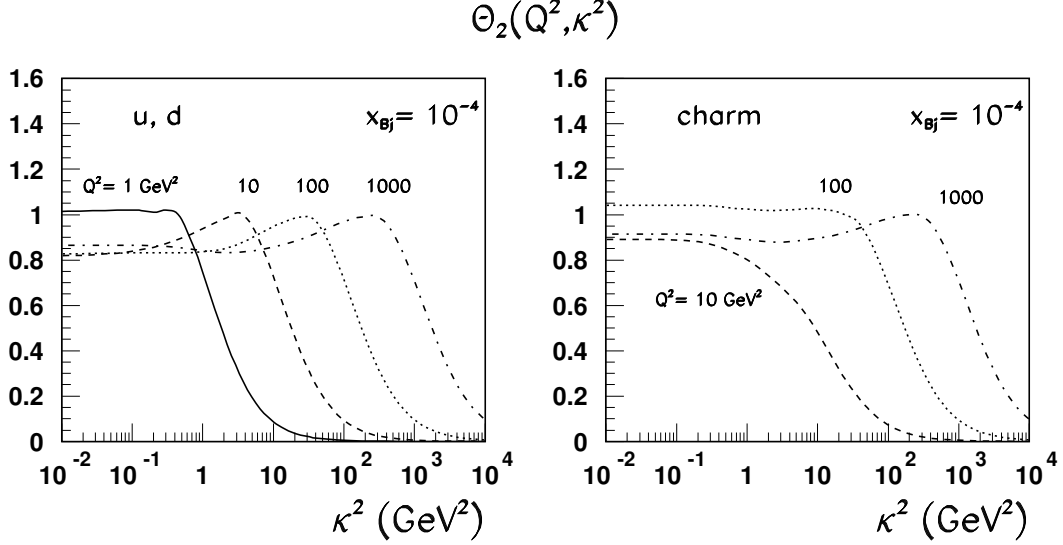 Θ₂(Q²,κ²)
u, d
x_Bj= 10⁻⁴
Q²= 1 GeV²
10
100
1000
1.6
1.4
1.2
1
0.8
0.6
0.4
0.2
0
10⁻² 10⁻¹ 1 10 10² 10³ 10⁴
κ² (GeV²)
charm
x_Bj= 10⁻⁴
100
1000
Q²= 10 GeV²
1.6
1.4
1.2
1
0.8
0.6
0.4
0.2
0
10⁻² 10⁻¹ 1 10 10² 10³ 10⁴
κ² (GeV²)